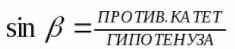 sin β = ПРОТИВ.КАТЕТ / ГИПОТЕНУЗА